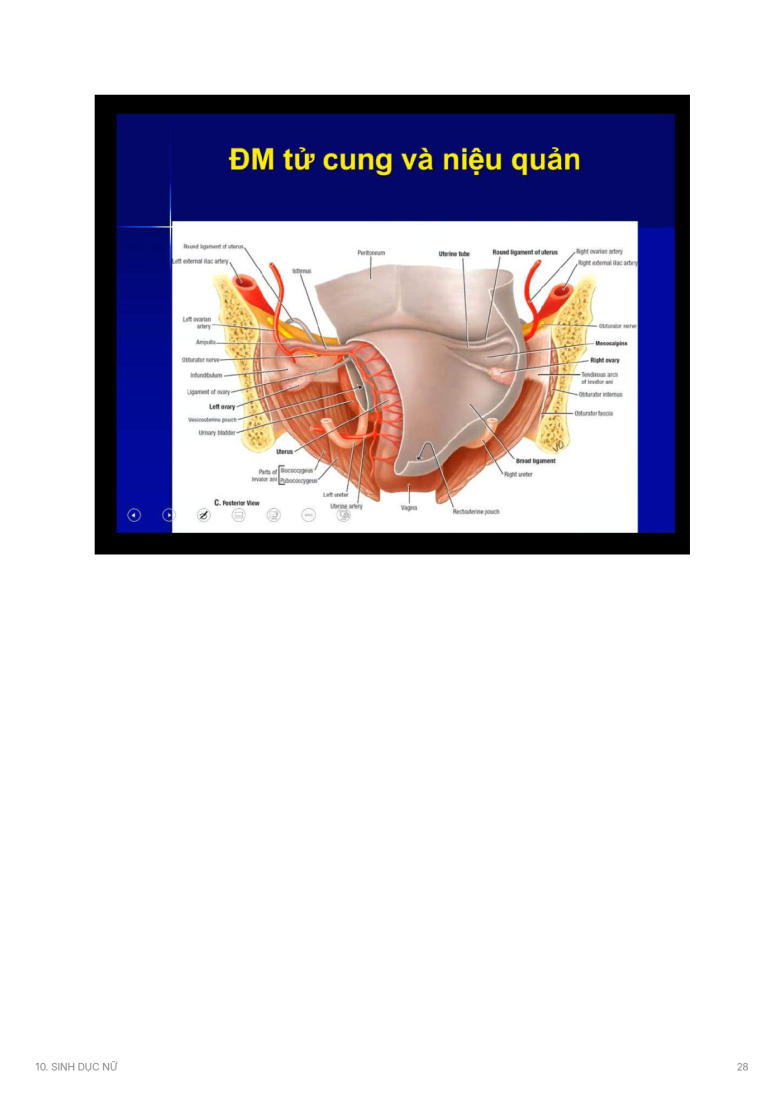 ĐM tử cung và niệu quản
Round ligament of uterus
Left external iliac artery
Isthmus
Peritoneum
Uterine tube
Round ligament of uterus
Right ovarian artery
Right external iliac artery
Left ovarian
artery
Ampulla
Obturator nerve
Infundibulum
Ligament of ovary
Left ovary
Vesicouterine pouch
Urinary bladder
Uterus
Parts of
levator ani
Iliococcygeus
Pubococcygeus
Left ureter
Uterine artery
Vagina
Rectouterine pouch
Right ureter
Broad ligament
Obturator fascia
Obturator internus
Tendinous arch
of levator ani
Right ovary
Mesosalpinx
Obturator nerve
C. Posterior View
10. SINH DỤC NỮ
28